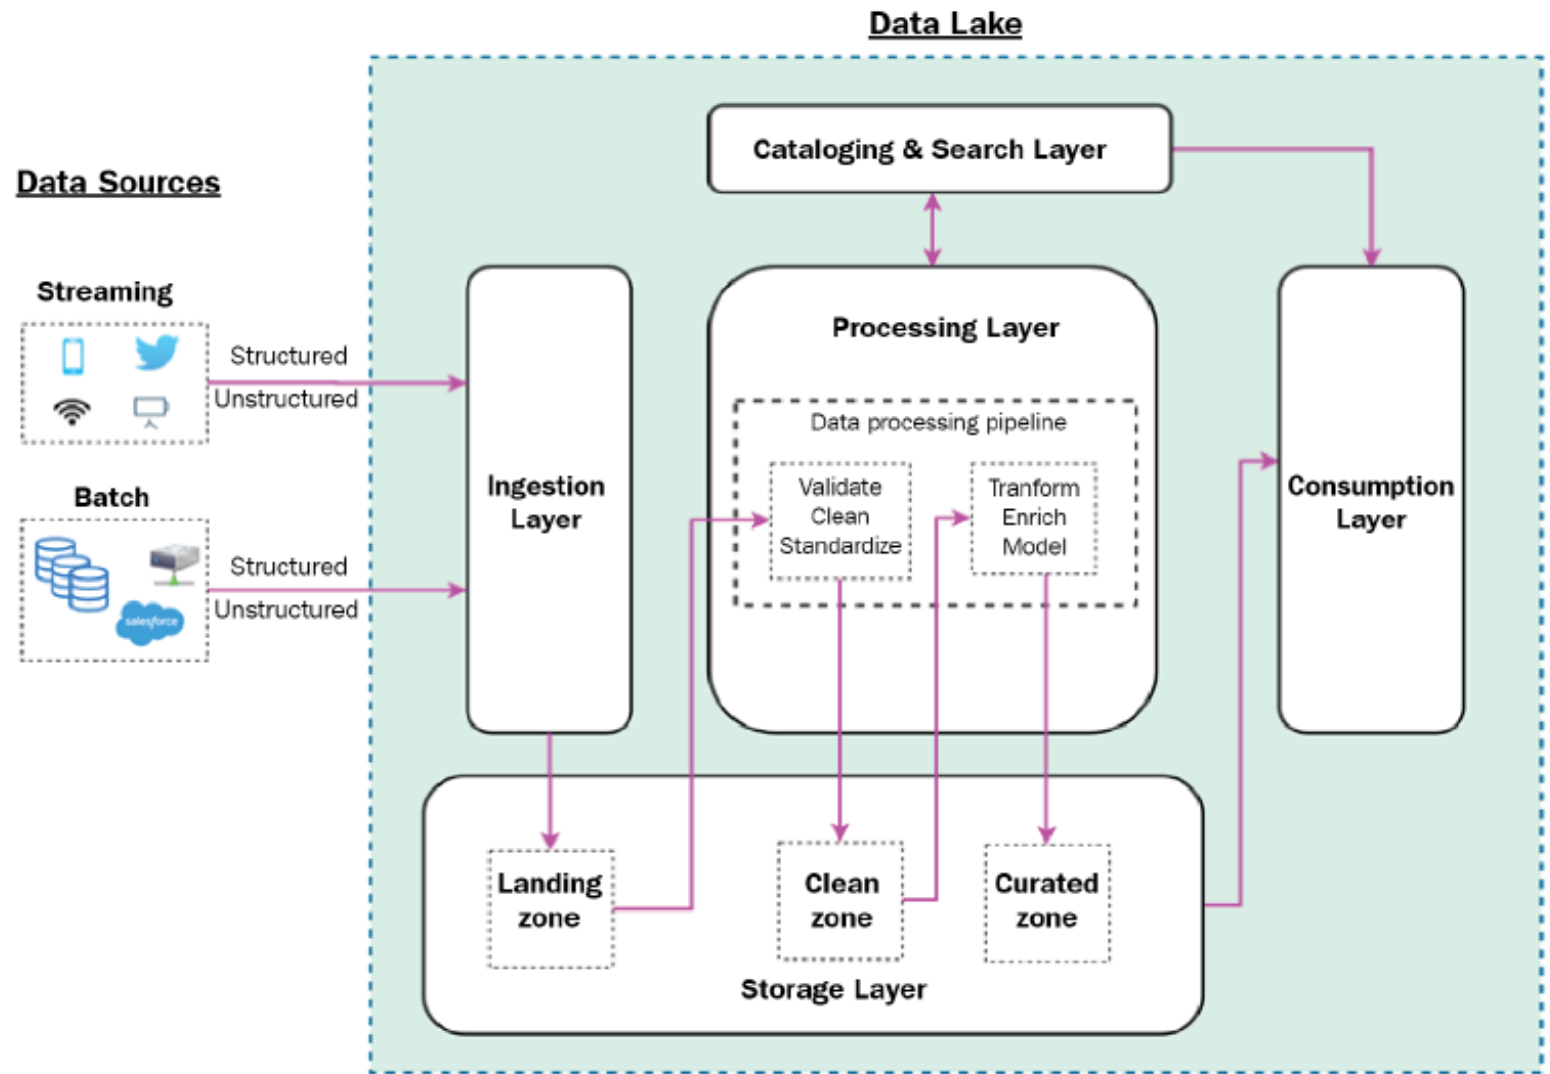 Data Lake
Data Sources
Cataloging & Search Layer
Streaming
Structured
Unstructured
Batch
salesforce
Structured
Unstructured
Ingestion
Layer
Processing Layer
Data processing pipeline
Validate
Clean
Standardize
Tranform
Enrich
Model
Consumption
Layer
Landing
zone
Clean
zone
Curated
zone
Storage Layer